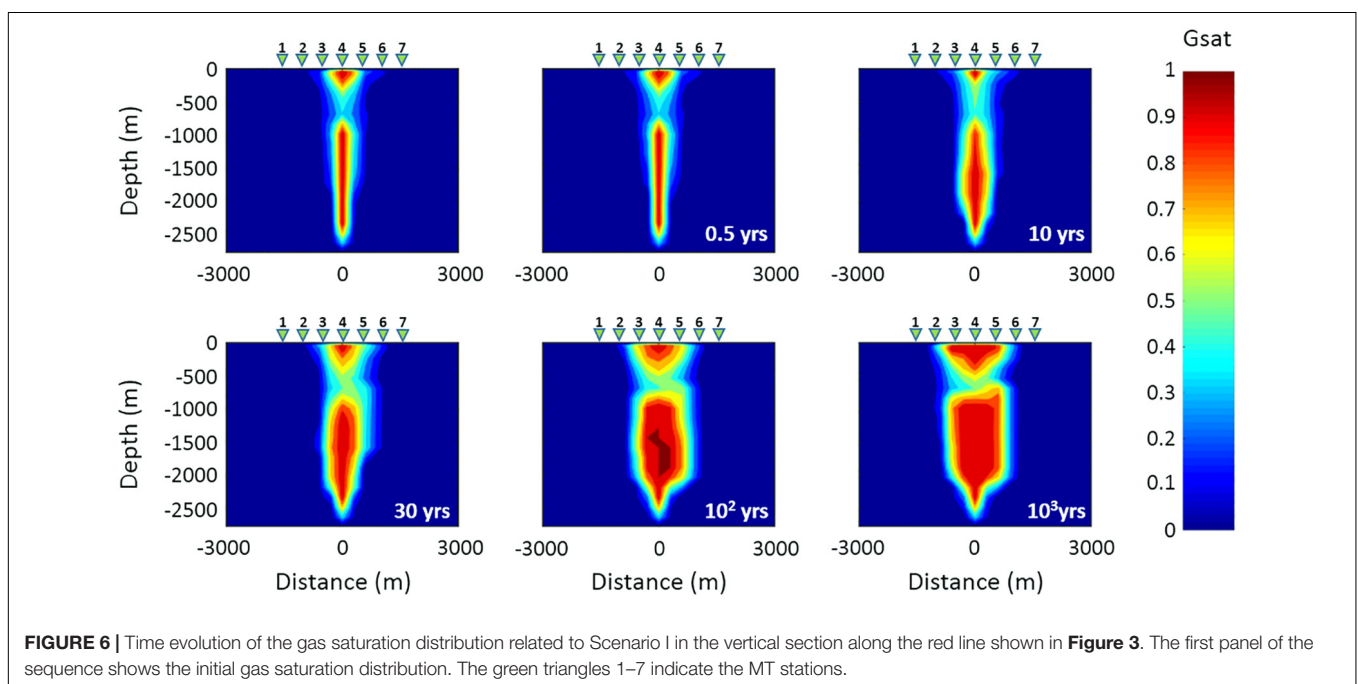 1 2 3 4 5 6 7
1 2 3 4 5 6 7
1 2 3 4 5 6 7
Gsat
Depth (m)
0
-500
-1000
-1500
-2000
-2500
0.5 yrs
10 yrs
-3000 0 3000
-3000 0 3000
-3000 0 3000
1
0.9
0.8
0.7
0.6
0.5
0.4
0.3
0.2
0.1
0
1 2 3 4 5 6 7
1 2 3 4 5 6 7
1 2 3 4 5 6 7
Depth (m)
0
-500
-1000
-1500
-2000
-2500
30 yrs
10² yrs
10³yrs
-3000 0 3000
-3000 0 3000
-3000 0 3000
Distance (m)
Distance (m)
Distance (m)
FIGURE 6 | Time evolution of the gas saturation distribution related to Scenario I in the vertical section along the red line shown in Figure 3. The first panel of the
sequence shows the initial gas saturation distribution. The green triangles 1–7 indicate the MT stations.